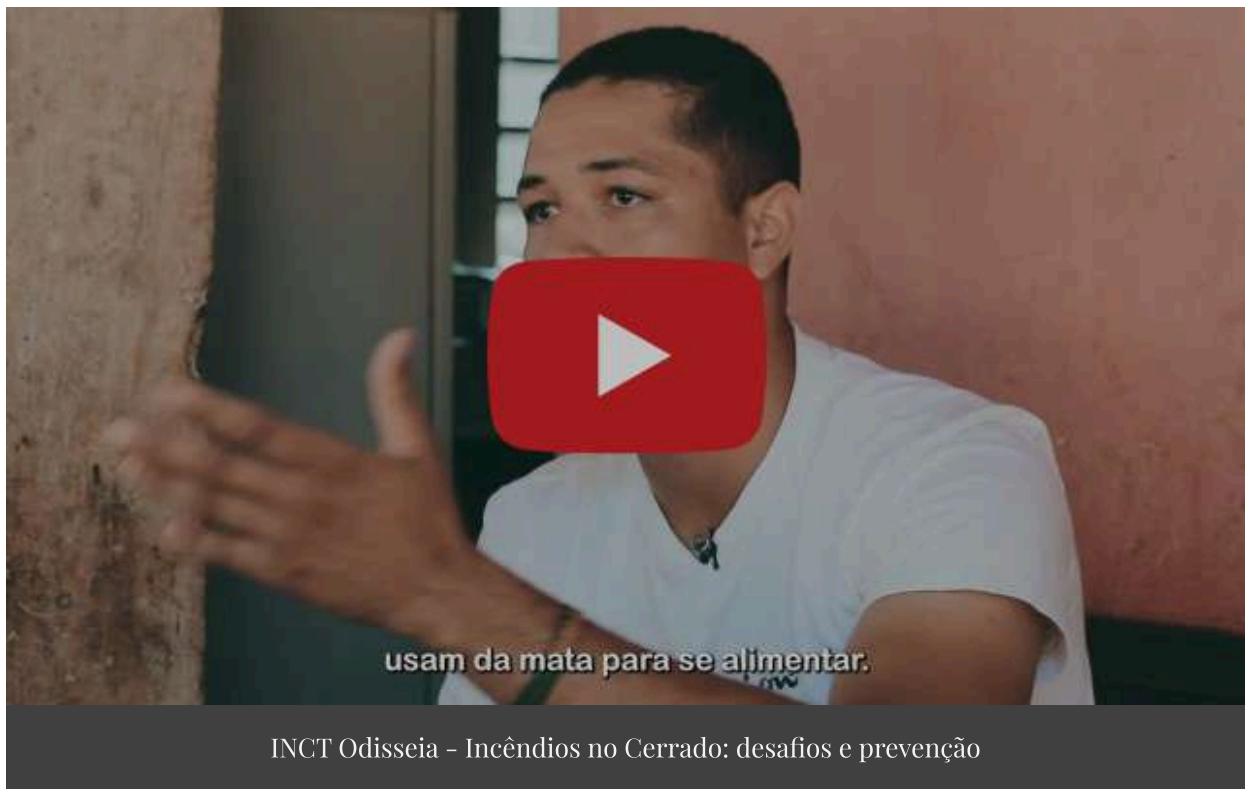 usam da mata para se alimentar.
INCT Odisseia - Incêndios no Cerrado: desafios e prevenção